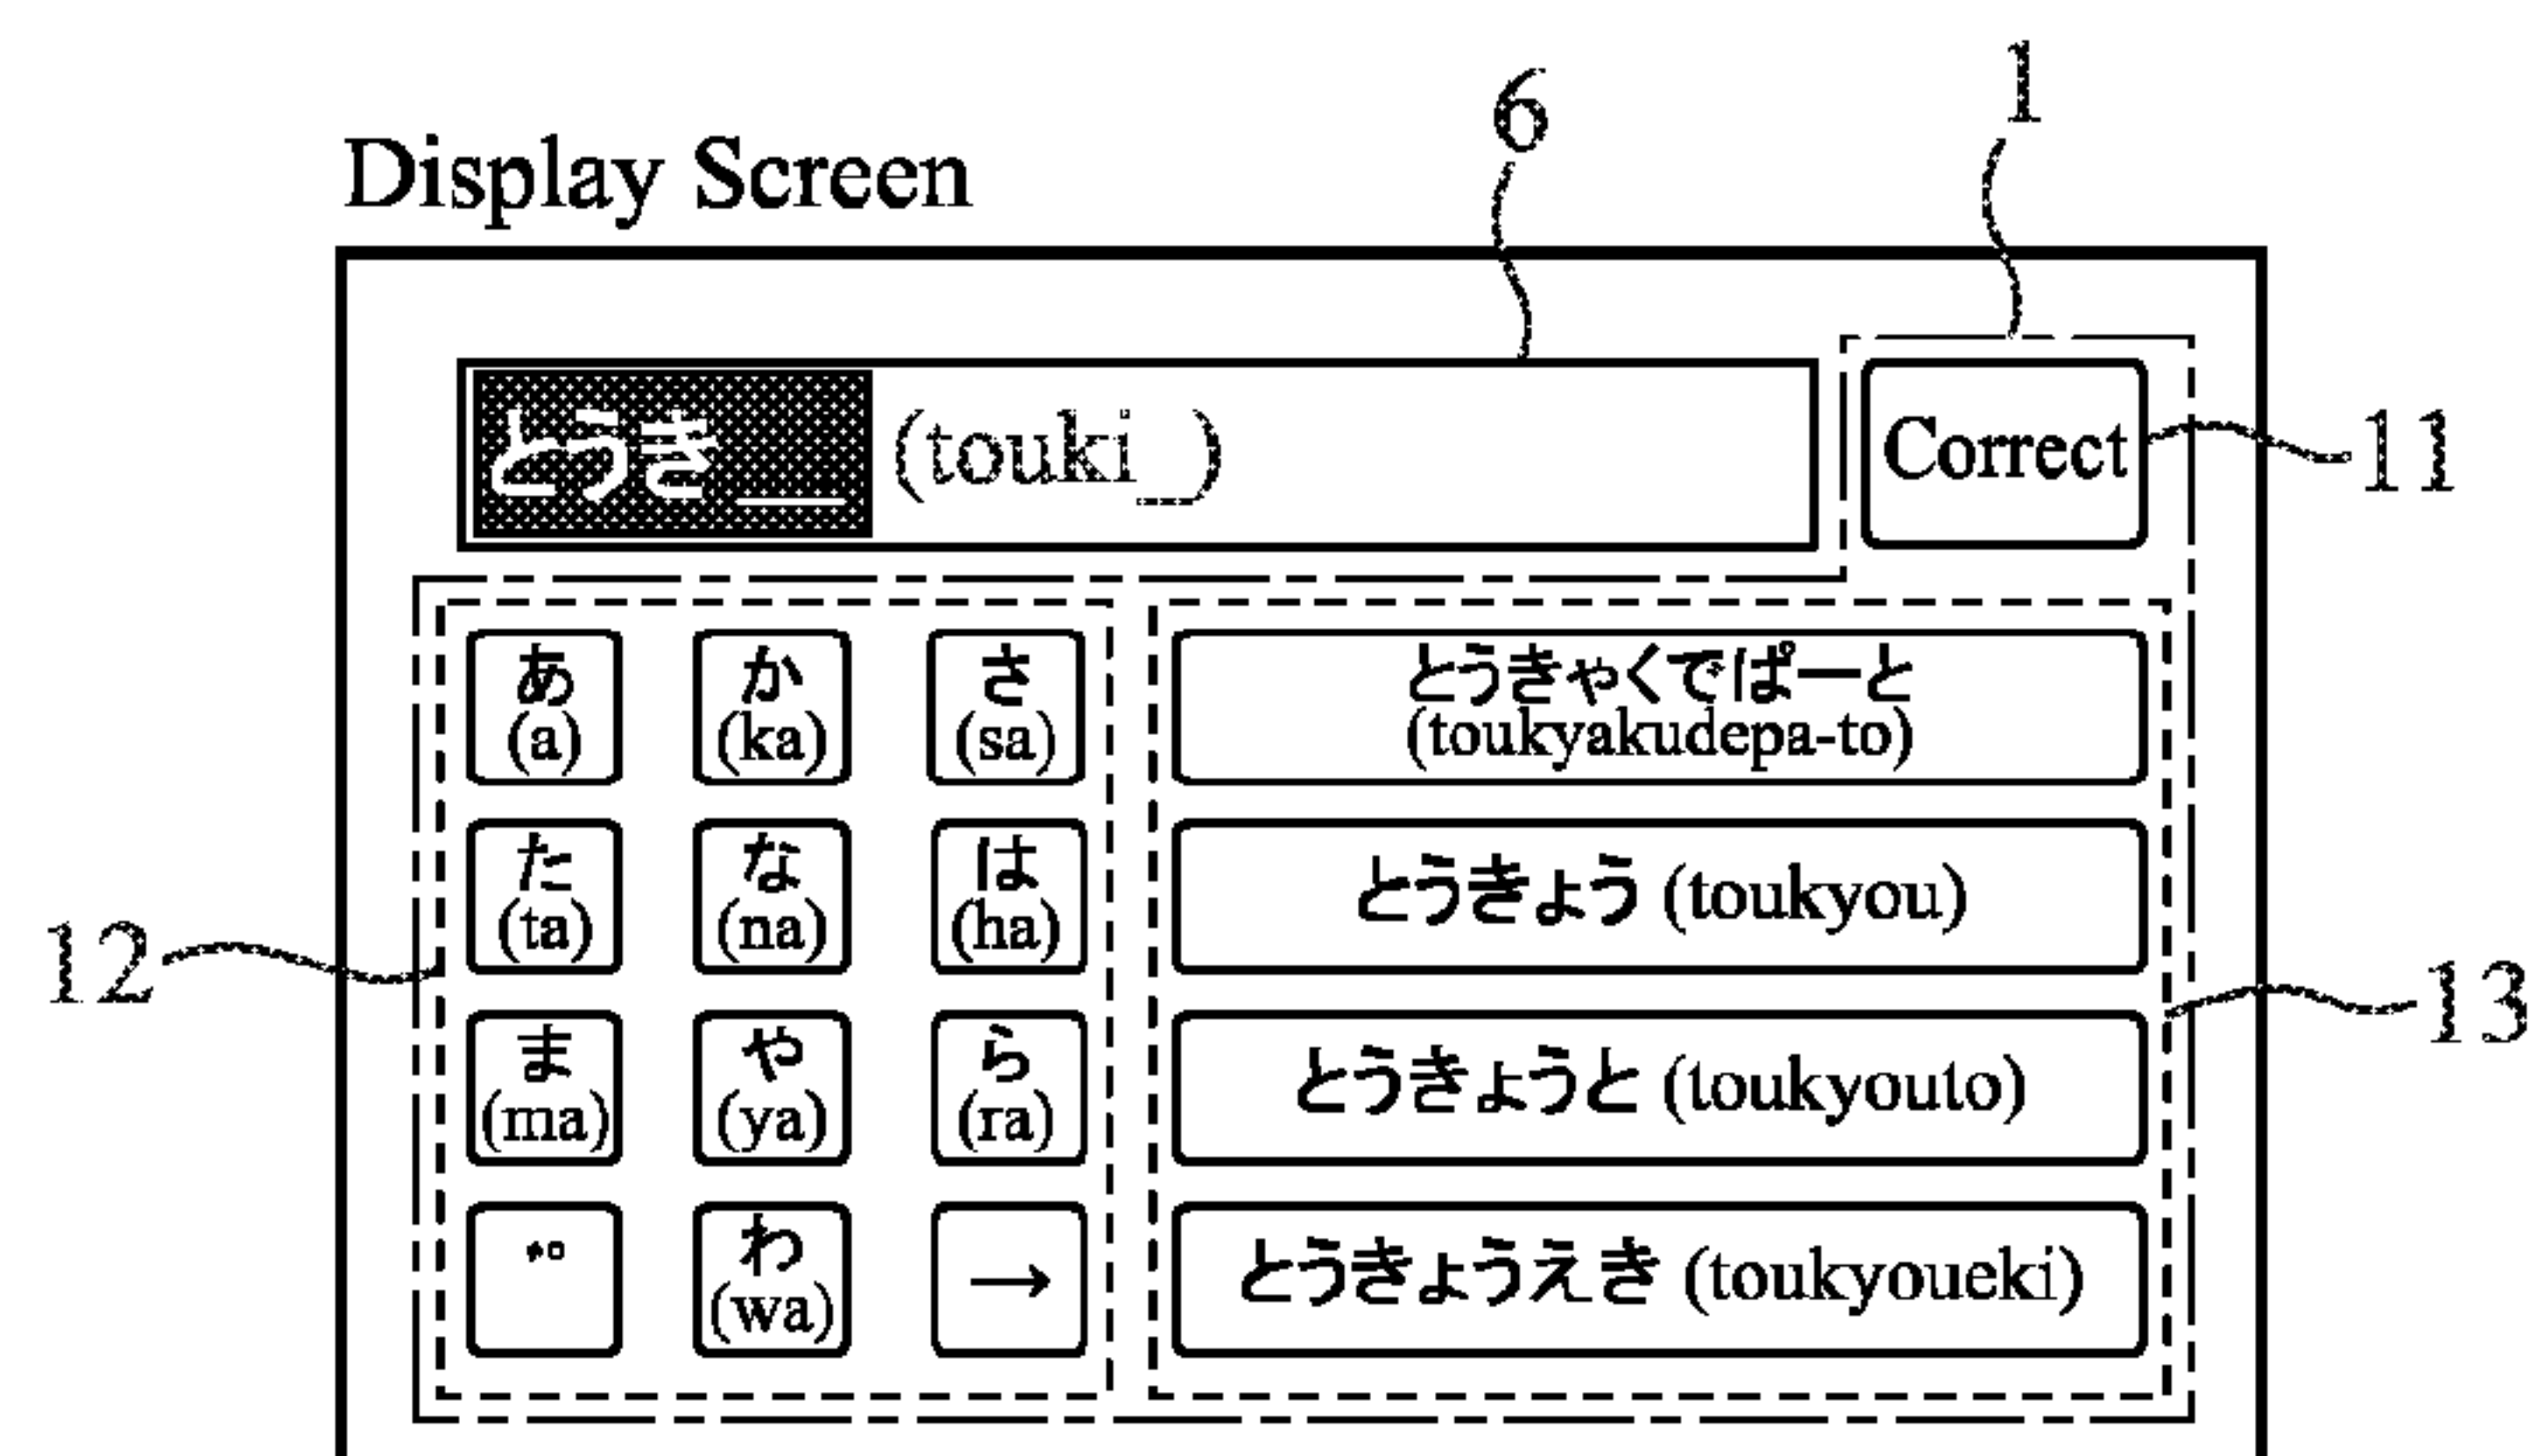 1
6
Display Screen
とうき_ (touki_)
Correct
11
あ (a)
か (ka)
さ (sa)
とうきゃくでぱーと
(toukyakudepa-to)
た (ta)
な (na)
は (ha)
とうきょう (toukyou)
12
13
ま (ma)
や (ya)
ら (ra)
とうきょうと (toukyouto)
゛゜
わ (wa)
→
とうきょうえき (toukyoueki)